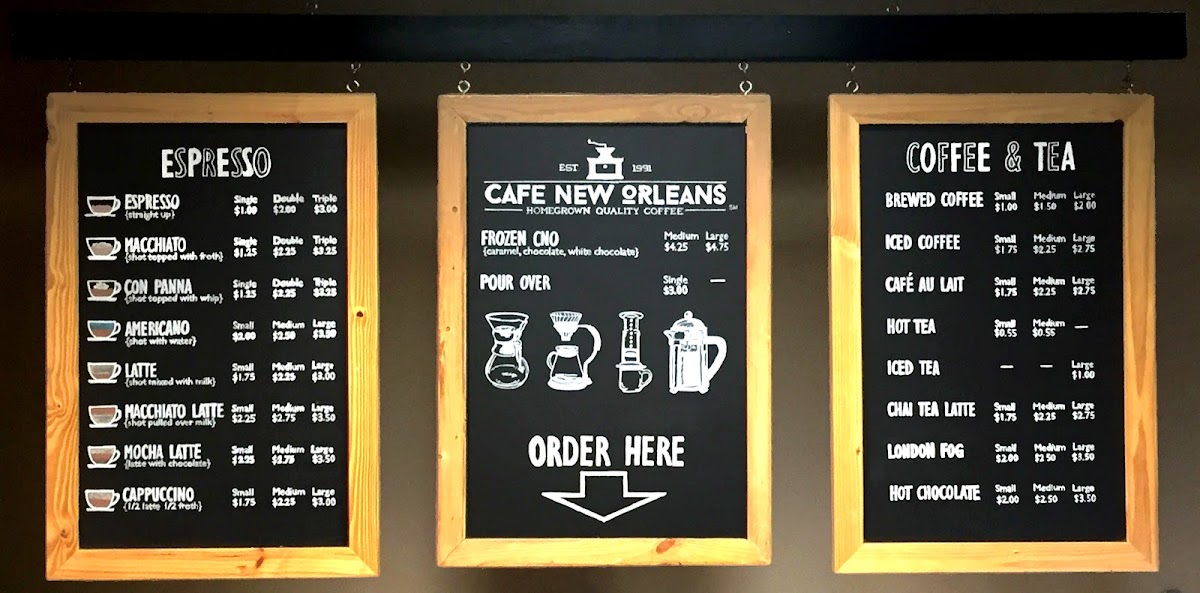 ESPRESSO
ESPRESSO Single Double Triple
{straight up} $1.00 $2.00 $3.00
MACCHIATO Single Double Triple
{shot topped with froth} $1.25 $2.25 $3.25
CON PANNA Single Double Triple
{shot topped with whip} $1.25 $2.25 $3.25
AMERICANO Small Medium Large
{shot with water} $2.00 $2.50 $3.50
LATTE Small Medium Large
{shot mixed with milk} $1.75 $2.25 $3.00
MACCHIATO LATTE Small Medium Large
{shot pulled over milk} $2.25 $2.75 $3.50
MOCHA LATTE Small Medium Large
{latte with chocolate} $2.25 $2.75 $3.50
CAPPUCCINO Small Medium Large
{1/2 latte 1/2 froth} $1.75 $2.25 $3.00
EST 1991
CAFE NEW ORLEANS
HOMEGROWN QUALITY COFFEE SM
FROZEN CNO Medium Large
{caramel, chocolate, white chocolate} $4.25 $4.75
POUR OVER Single —
$3.00
ORDER HERE
COFFEE & TEA
BREWED COFFEE Small Medium Large
$1.00 $1.50 $2.00
ICED COFFEE Small Medium Large
$1.75 $2.25 $2.75
CAFÉ AU LAIT Small Medium Large
$1.75 $2.25 $2.75
HOT TEA Small Medium —
$0.55 $0.55
ICED TEA — — Large
$1.00
CHAI TEA LATTE Small Medium Large
$1.75 $2.25 $2.75
LONDON FOG Small Medium Large
$2.00 $2.50 $3.50
HOT CHOCOLATE Small Medium Large
$2.00 $2.50 $3.50